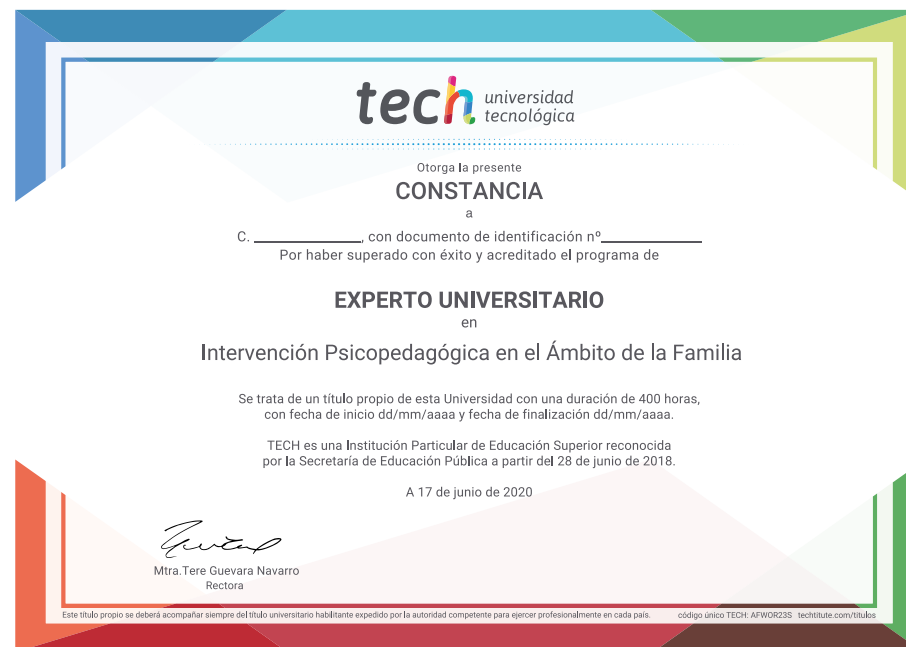 tech universidad
tecnológica
Otorga la presente
CONSTANCIA
a
C. ______________, con documento de identificación nº______________
Por haber superado con éxito y acreditado el programa de
EXPERTO UNIVERSITARIO
en
Intervención Psicopedagógica en el Ámbito de la Familia
Se trata de un título propio de esta Universidad con una duración de 400 horas,
con fecha de inicio dd/mm/aaaa y fecha de finalización dd/mm/aaaa.
TECH es una Institución Particular de Educación Superior reconocida
por la Secretaría de Educación Pública a partir del 28 de junio de 2018.
A 17 de junio de 2020
Mtra.Tere Guevara Navarro
Rectora
Este título propio se deberá acompañar siempre del título universitario habilitante expedido por la autoridad competente para ejercer profesionalmente en cada país. código único TECH: AFWOR23S techtitute.com/titulos